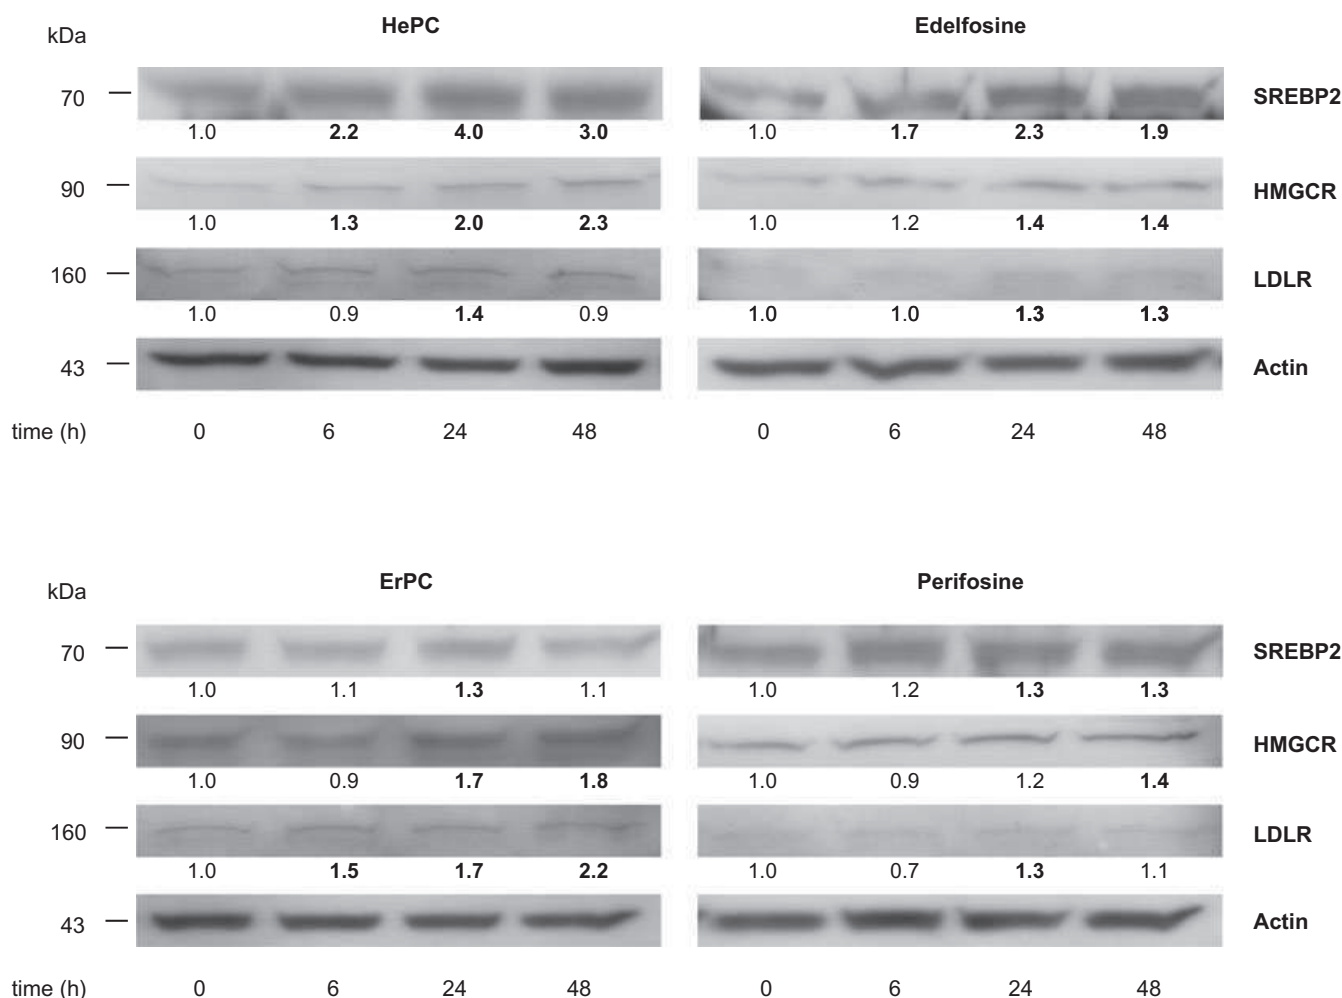 HePC Edelfosine
kDa
70 SREBP2
1.0 2.2 4.0 3.0 1.0 1.7 2.3 1.9
90 HMGCR
1.0 1.3 2.0 2.3 1.0 1.2 1.4 1.4
160 LDLR
1.0 0.9 1.4 0.9 1.0 1.0 1.3 1.3
43 Actin
time (h) 0 6 24 48 0 6 24 48
ErPC Perifosine
kDa
70 SREBP2
1.0 1.1 1.3 1.1 1.0 1.2 1.3 1.3
90 HMGCR
1.0 0.9 1.7 1.8 1.0 0.9 1.2 1.4
160 LDLR
1.0 1.5 1.7 2.2 1.0 0.7 1.3 1.1
43 Actin
time (h) 0 6 24 48 0 6 24 48